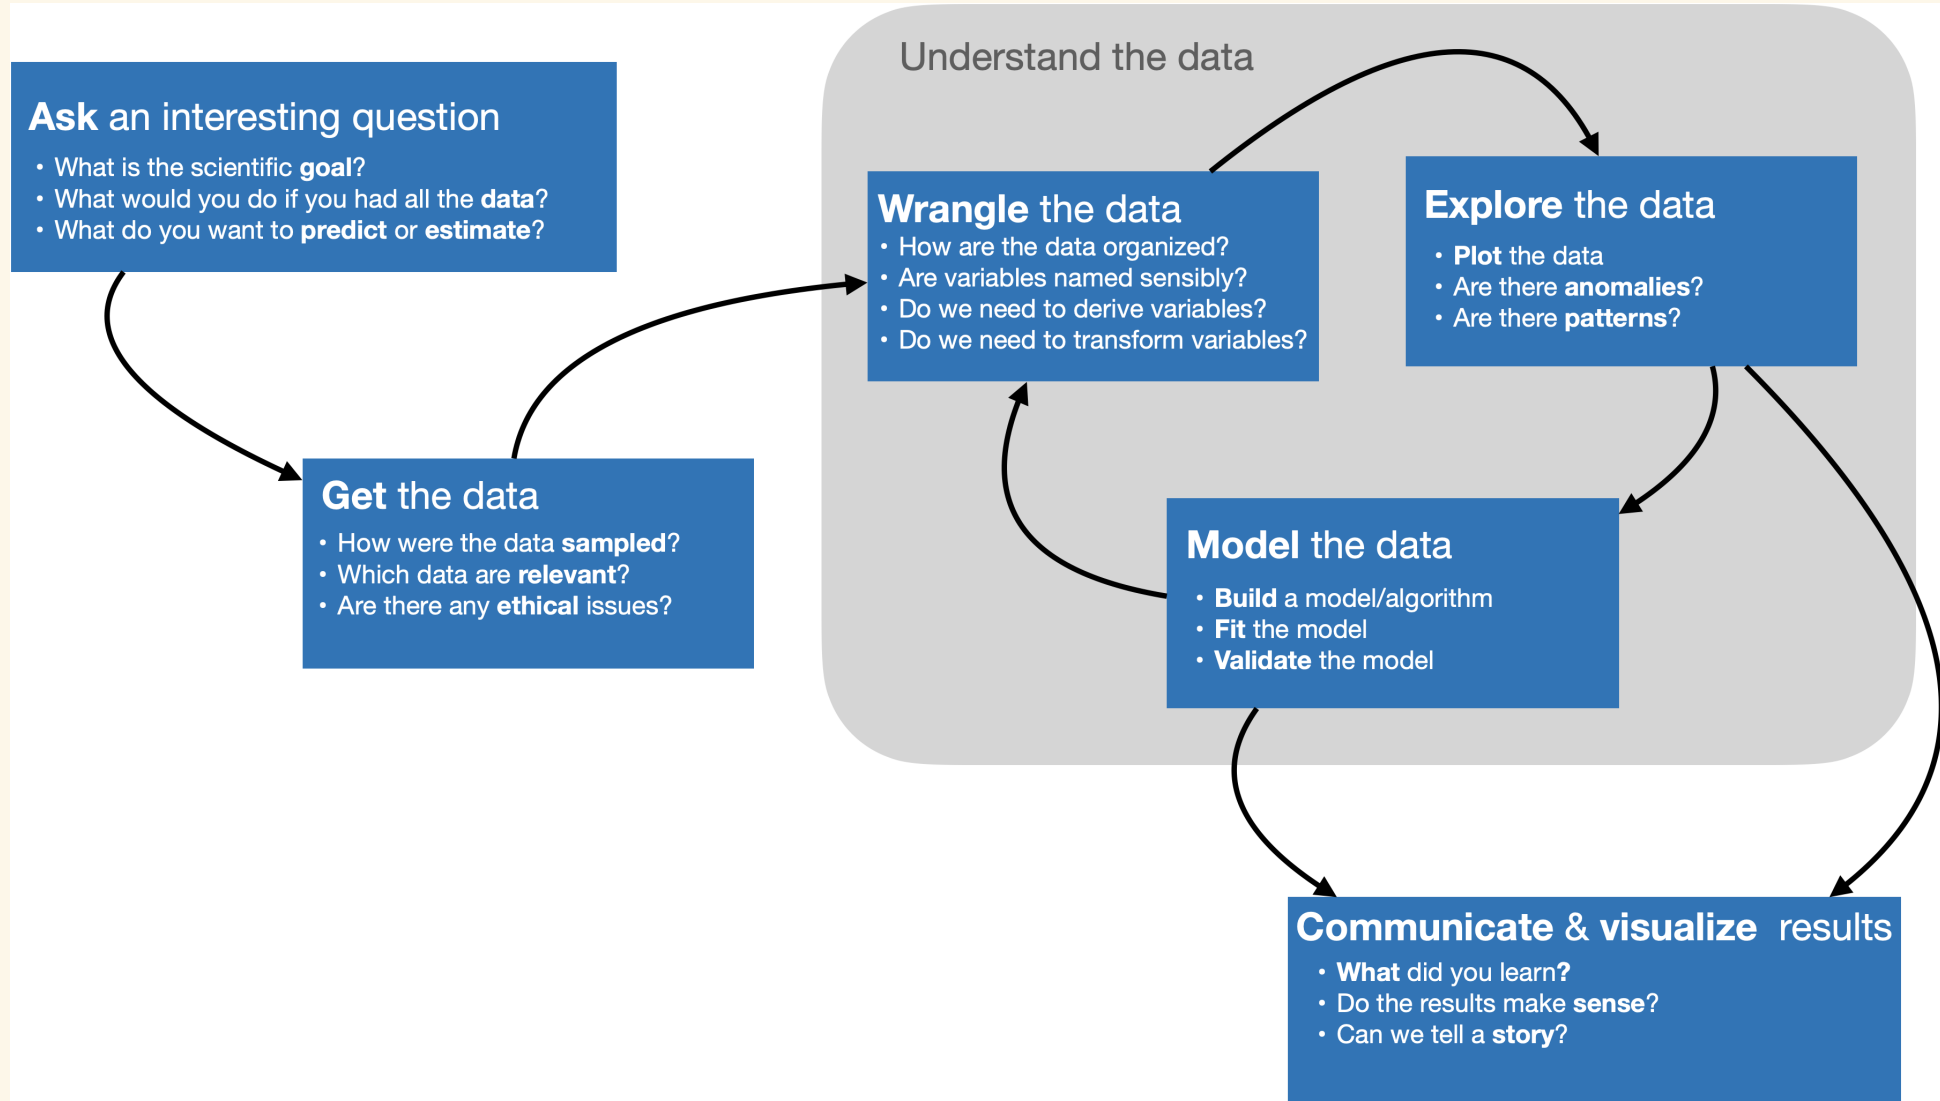 Understand the data
Ask an interesting question
• What is the scientific goal?
• What would you do if you had all the data?
• What do you want to predict or estimate?
Get the data
• How were the data sampled?
• Which data are relevant?
• Are there any ethical issues?
Wrangle the data
• How are the data organized?
• Are variables named sensibly?
• Do we need to derive variables?
• Do we need to transform variables?
Explore the data
• Plot the data
• Are there anomalies?
• Are there patterns?
Model the data
• Build a model/algorithm
• Fit the model
• Validate the model
Communicate & visualize results
• What did you learn?
• Do the results make sense?
• Can we tell a story?